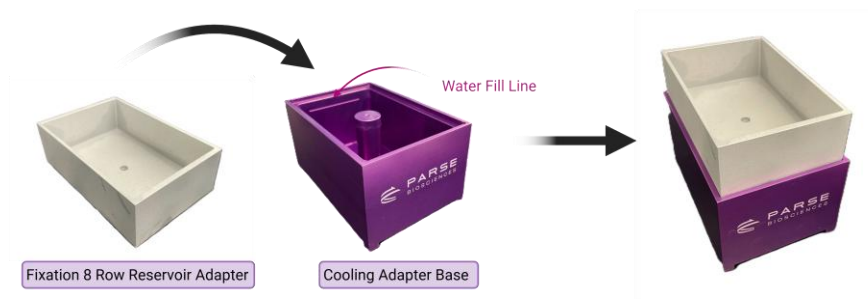 Water Fill Line
PARSE
BIOSCIENCES
PARSE
BIOSCIENCES
Fixation 8 Row Reservoir Adapter
Cooling Adapter Base